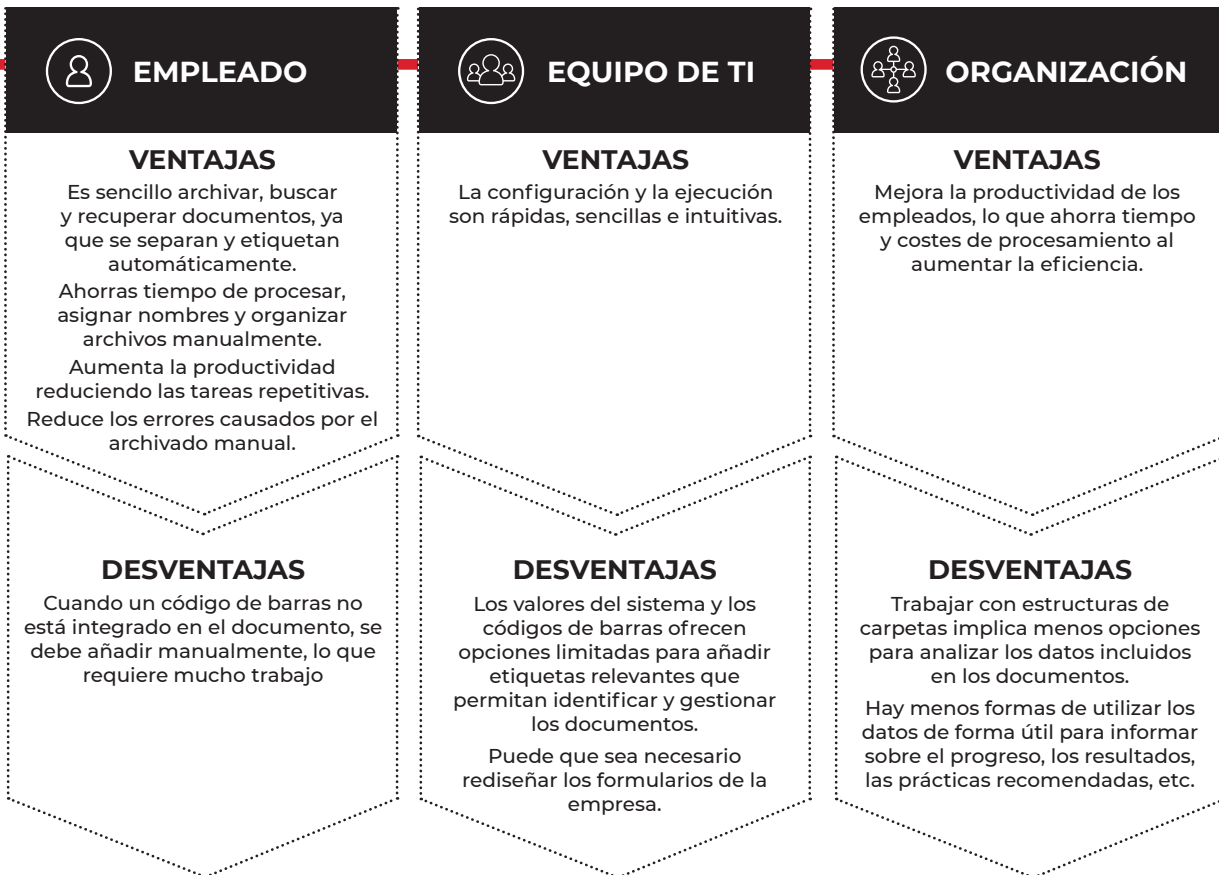 EMPLEADO
VENTAJAS
Es sencillo archivar, buscar
y recuperar documentos, ya
que se separan y etiquetan
automáticamente.
Ahorras tiempo de procesar,
asignar nombres y organizar
archivos manualmente.
Aumenta la productividad
reduciendo las tareas repetitivas.
Reduce los errores causados por el
archivado manual.
DESVENTAJAS
Cuando un código de barras no
está integrado en el documento, se
debe añadir manualmente, lo que
requiere mucho trabajo
EQUIPO DE TI
VENTAJAS
La configuración y la ejecución
son rápidas, sencillas e intuitivas.
DESVENTAJAS
Los valores del sistema y los
códigos de barras ofrecen
opciones limitadas para añadir
etiquetas relevantes que
permitan identificar y gestionar
los documentos.
Puede que sea necesario
rediseñar los formularios de la
empresa.
ORGANIZACIÓN
VENTAJAS
Mejora la productividad de los
empleados, lo que ahorra tiempo
y costes de procesamiento al
aumentar la eficiencia.
DESVENTAJAS
Trabajar con estructuras de
carpetas implica menos opciones
para analizar los datos incluidos
en los documentos.
Hay menos formas de utilizar los
datos de forma útil para informar
sobre el progreso, los resultados,
las prácticas recomendadas, etc.